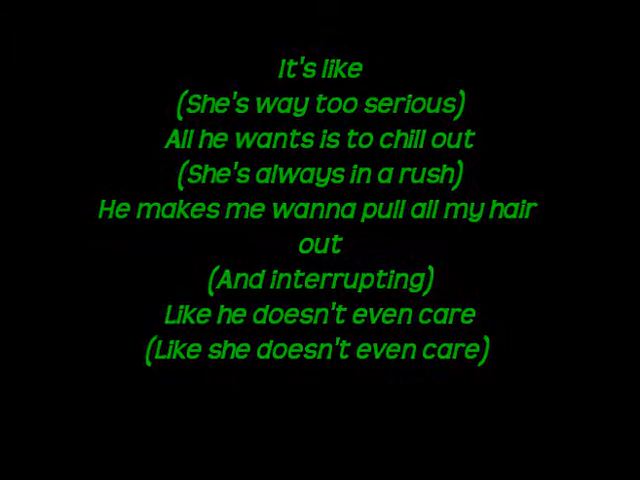 It's like
(She's way too serious)
All he wants is to chill out
(She's always in a rush)
He makes me wanna pull all my hair
out
(And interrupting)
Like he doesn't even care
(Like she doesn't even care)